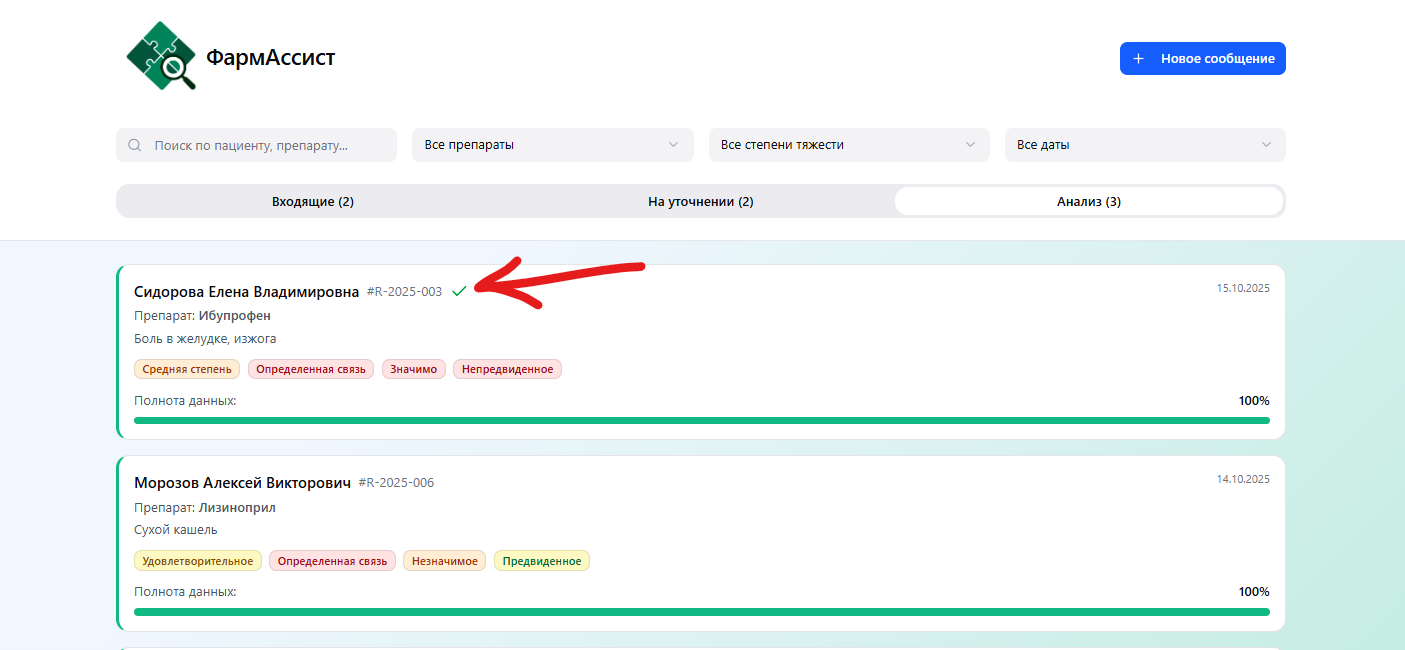 ФармАссист
+ Новое сообщение
Поиск по пациенту, препарату...
Все препараты
Все степени тяжести
Все даты
Входящие (2)
На уточнении (2)
Анализ (3)
Сидорова Елена Владимировна #R-2025-003
15.10.2025
Препарат: Ибупрофен
Боль в желудке, изжога
Средняя степень
Определенная связь
Значимо
Непредвиденное
Полнота данных:
100%
Морозов Алексей Викторович #R-2025-006
14.10.2025
Препарат: Лизиноприл
Сухой кашель
Удовлетворительное
Определенная связь
Незначимое
Предвиденное
Полнота данных:
100%